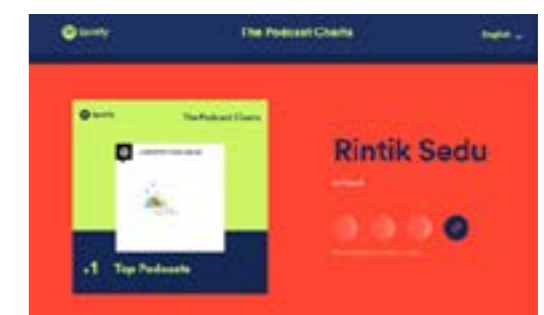 Spotify
The Podcast Charts
English
Spotify
The Podcast Charts
Rintik Sedu
#1 Top Podcasts